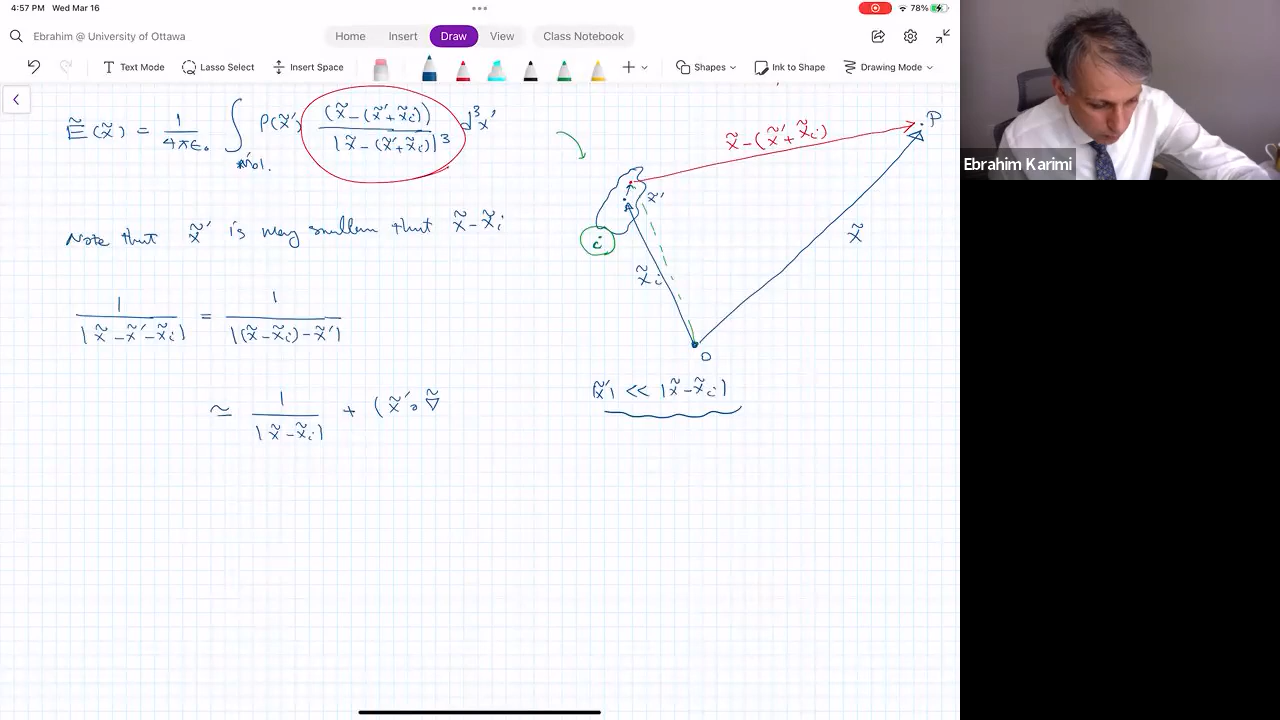 4:57 PM Wed Mar 16
78%
Ebrahim @ University of Ottawa
Home Insert Draw View Class Notebook
Text Mode Lasso Select Insert Space Shapes Ink to Shape Drawing Mode
Ẽ(x̃) = 1/4πε₀ ∫ mol ρ(x̃') (x̃-(x̃'+x̃i))/|x̃-(x̃'+x̃i)|³ d³x'
x̃-(x̃'+x̃i)
P
Ebrahim Karimi
x̃'
i
x̃
x̃i
O
Note that x̃' is very smaller that x̃-x̃i
1/|x̃-x̃'-x̃i| = 1/|(x̃-x̃i)-x̃'|
|x̃'| << |x̃-x̃i|
≃ 1/|x̃-x̃i| + (x̃'∘∇̃